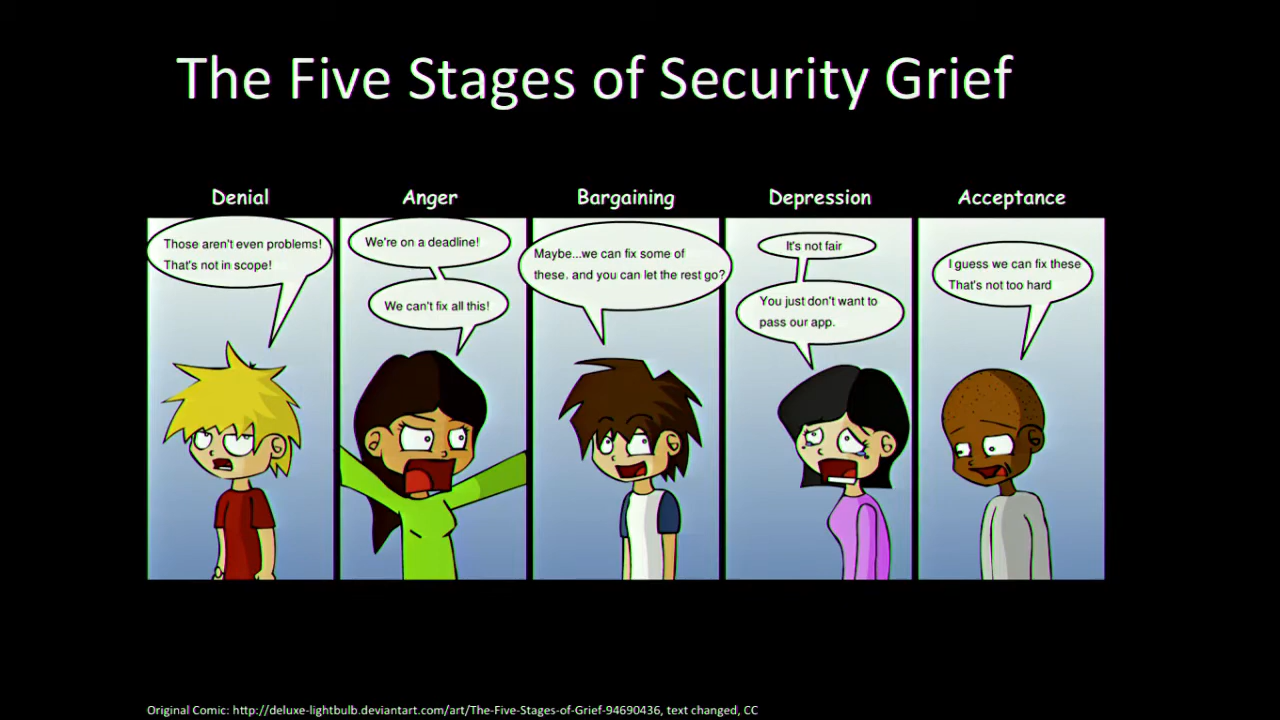 The Five Stages of Security Grief
Denial
Anger
Bargaining
Depression
Acceptance
Those aren't even problems!
That's not in scope!
We're on a deadline!
We can't fix all this!
Maybe...we can fix some of
these. and you can let the rest go?
It's not fair
You just don't want to
pass our app.
I guess we can fix these
That's not too hard
Original Comic: http://deluxe-lightbulb.deviantart.com/art/The-Five-Stages-of-Grief-94690436, text changed, CC